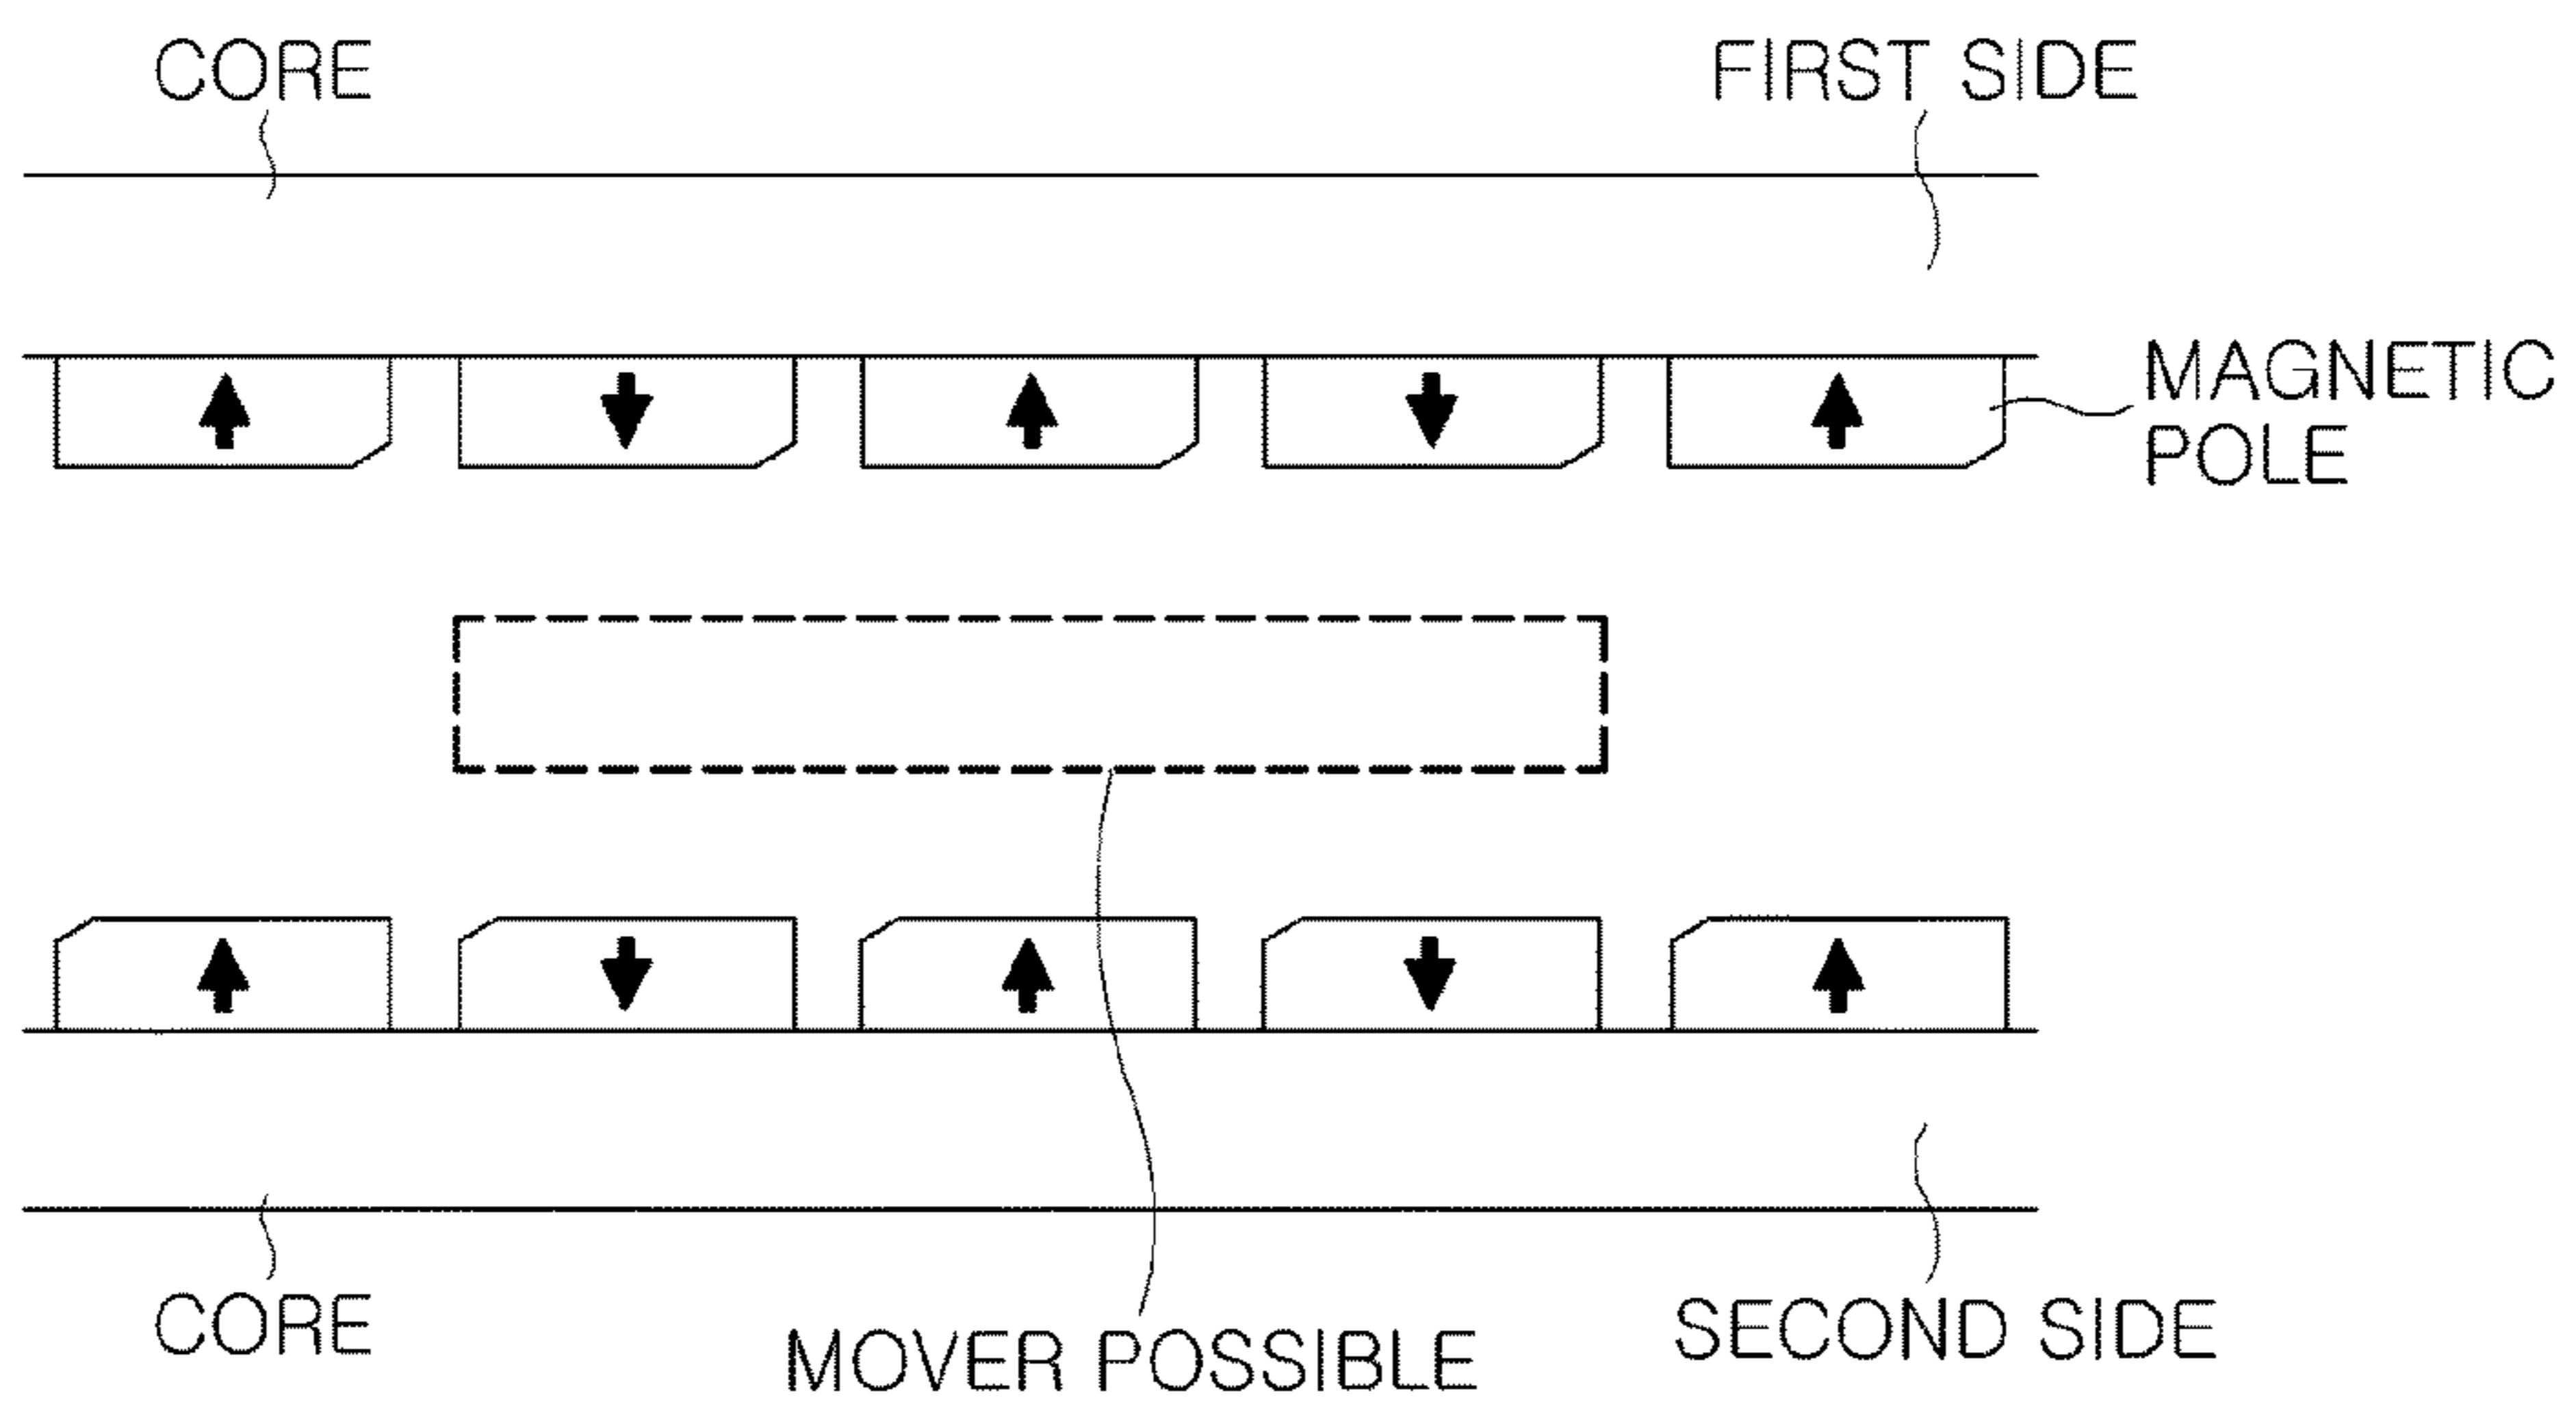 CORE
FIRST SIDE
MAGNETIC
POLE
CORE
MOVER POSSIBLE
SECOND SIDE